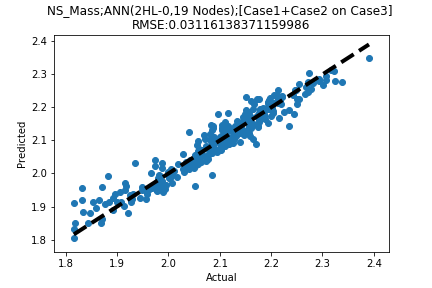 NS_Mass;ANN(2HL-0,19 Nodes);[Case1+Case2 on Case3]
RMSE:0.03116138371159986
2.4
2.3
2.2
2.1
2.0
1.9
1.8
Predicted
1.8 1.9 2.0 2.1 2.2 2.3 2.4
Actual